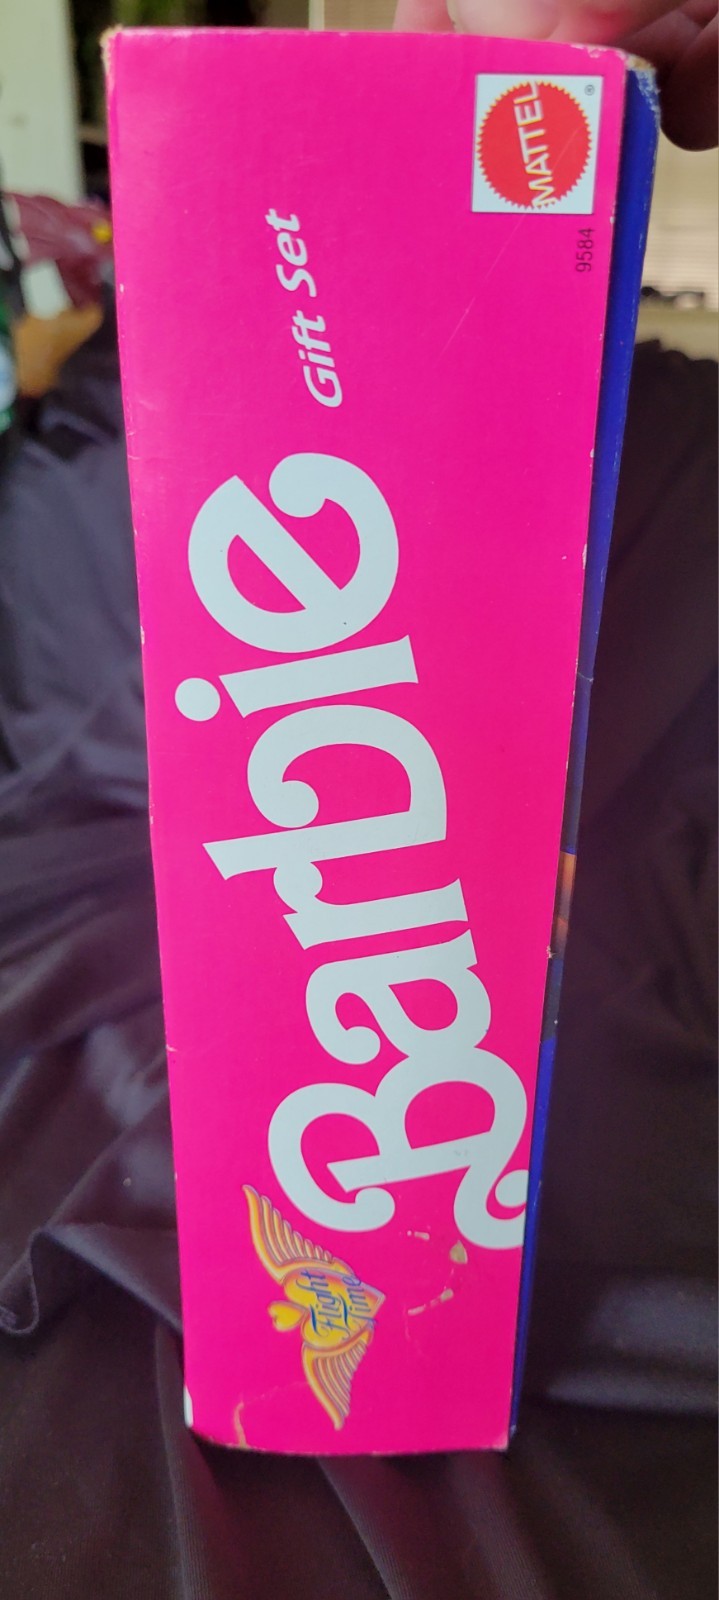 Flight
Time
Barbie
Gift Set
MATTEL
®
9584